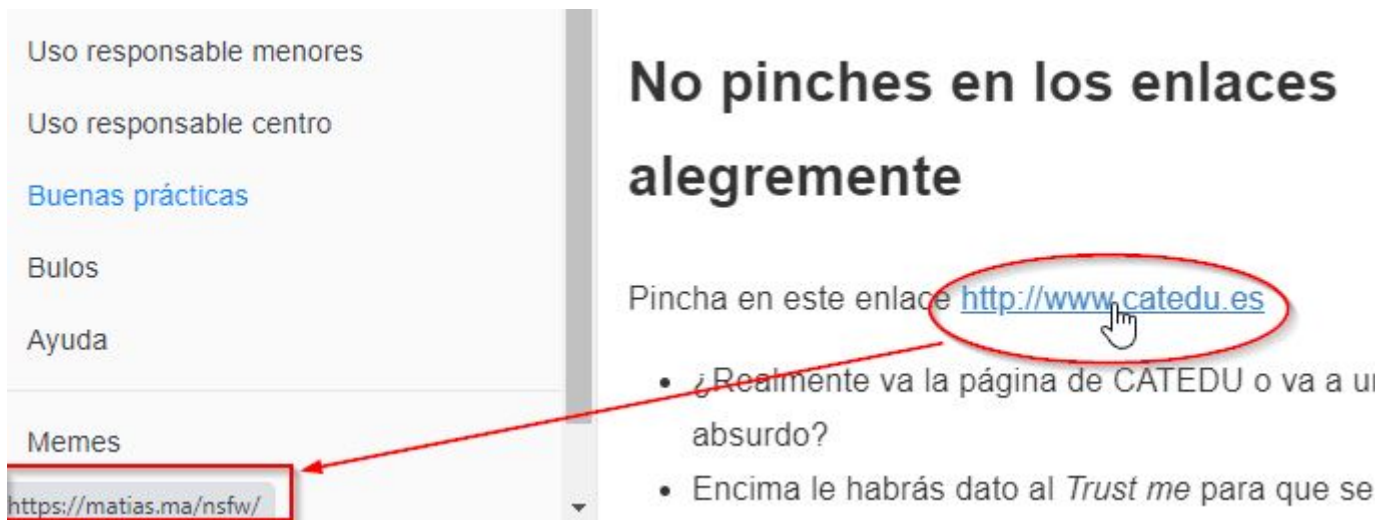 Uso responsable menores
Uso responsable centro
Buenas prácticas
Bulos
Ayuda
Memes
https://matias.ma/nsfw/
No pinches en los enlaces
alegremente
Pincha en este enlace http://www.catedu.es
• ¿Realmente va la página de CATEDU o va a
absurdo?
• Encima le habrás dato al Trust me para que se